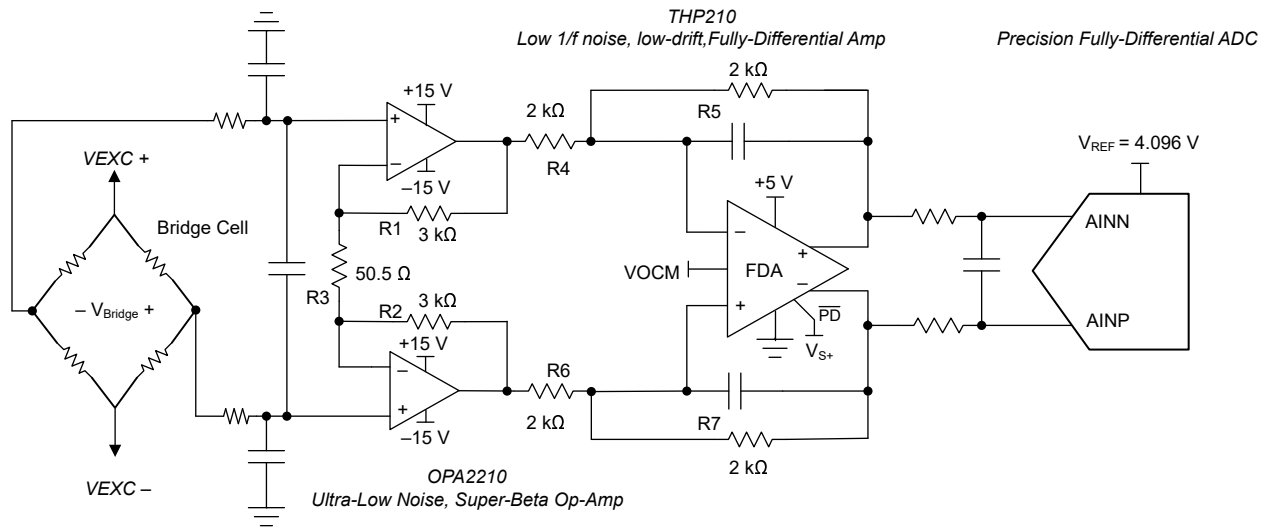 THP210
Low 1/f noise, low-drift,Fully-Differential Amp
Precision Fully-Differential ADC
2 kΩ
+15 V
2 kΩ
R5
+
−
−15 V
R4
VREF = 4.096 V
VEXC +
+5 V
R1
3 kΩ
Bridge Cell
AINN
−
+
50.5 Ω
VOCM
FDA
R3
− VBridge +
R2
3 kΩ
+
−
PD
AINP
+15 V
VS+
−
+
R6
−15 V
2 kΩ
R7
2 kΩ
VEXC −
OPA2210
Ultra-Low Noise, Super-Beta Op-Amp